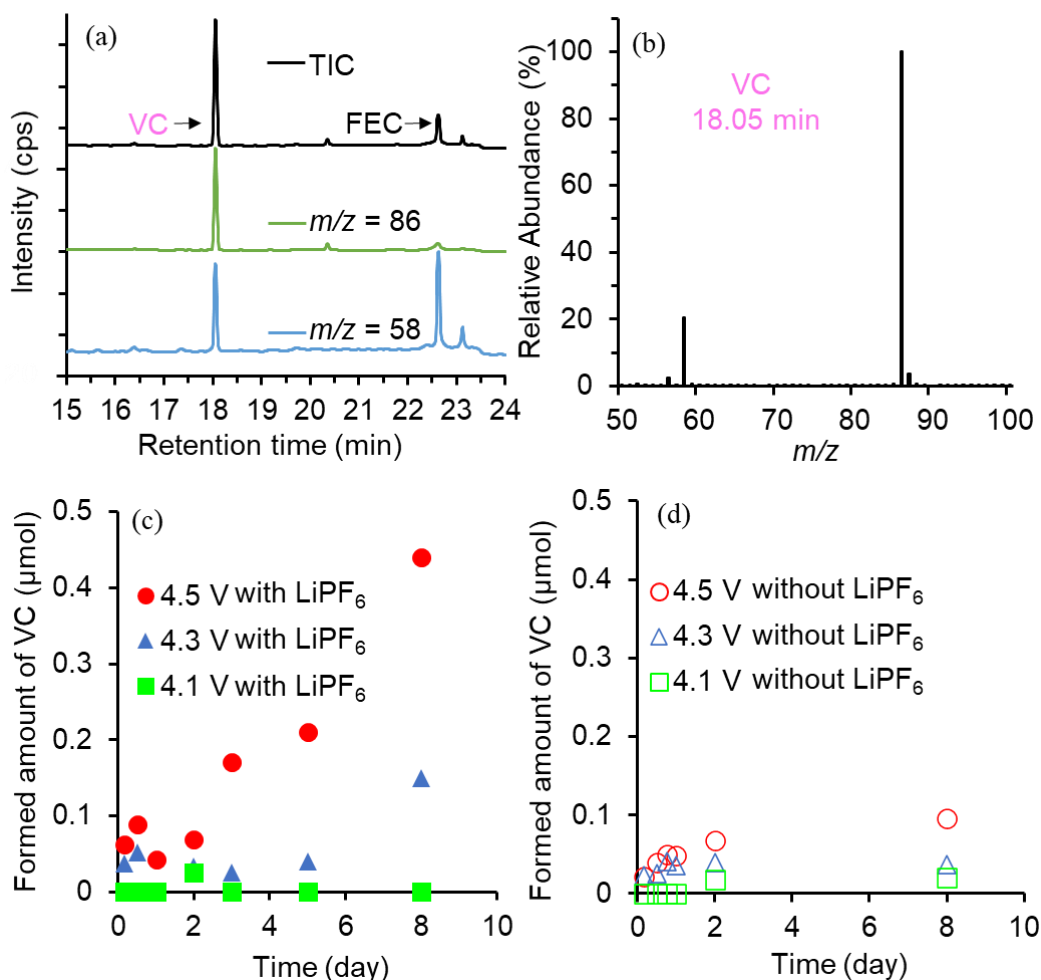 (a)
TIC
VC
FEC
m/z = 86
m/z = 58
Intensity (cps)
15 16 17 18 19 20 21 22 23 24
Retention time (min)
(b)
VC
18.05 min
Relative Abundance (%)
100
80
60
40
20
0
50 60 70 80 90 100
m/z
(c)
4.5 V with LiPF₆
4.3 V with LiPF₆
4.1 V with LiPF₆
Formed amount of VC (µmol)
0.5
0.4
0.3
0.2
0.1
0
0 2 4 6 8 10
Time (day)
(d)
4.5 V without LiPF₆
4.3 V without LiPF₆
4.1 V without LiPF₆
Formed amount of VC (µmol)
0.5
0.4
0.3
0.2
0.1
0
0 2 4 6 8 10
Time (day)